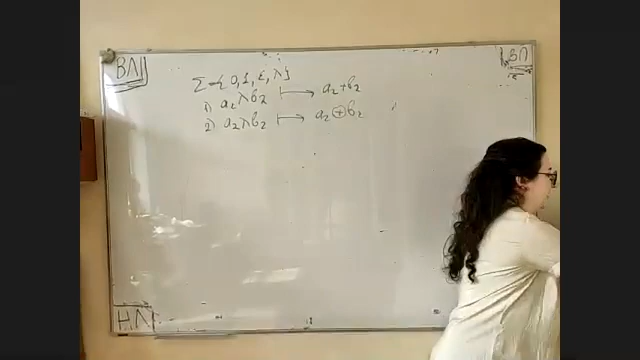 ВЛ
ВП
Σ = {0, 1, ε, λ}
1) a₂λb₂ ⟼ a₂+b₂
2) a₂λb₂ ⟼ a₂⊕b₂
НЛ